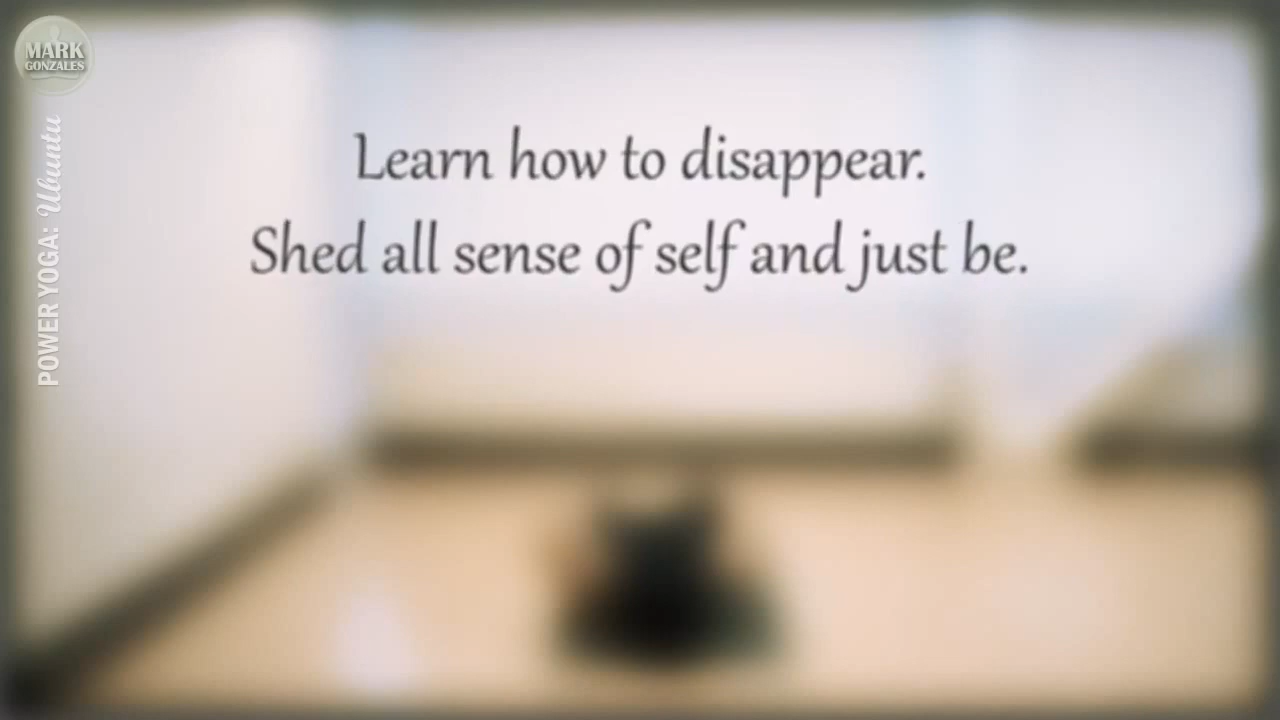 MARK
GONZALES
POWER YOGA: Ubuntu
Learn how to disappear.
Shed all sense of self and just be.